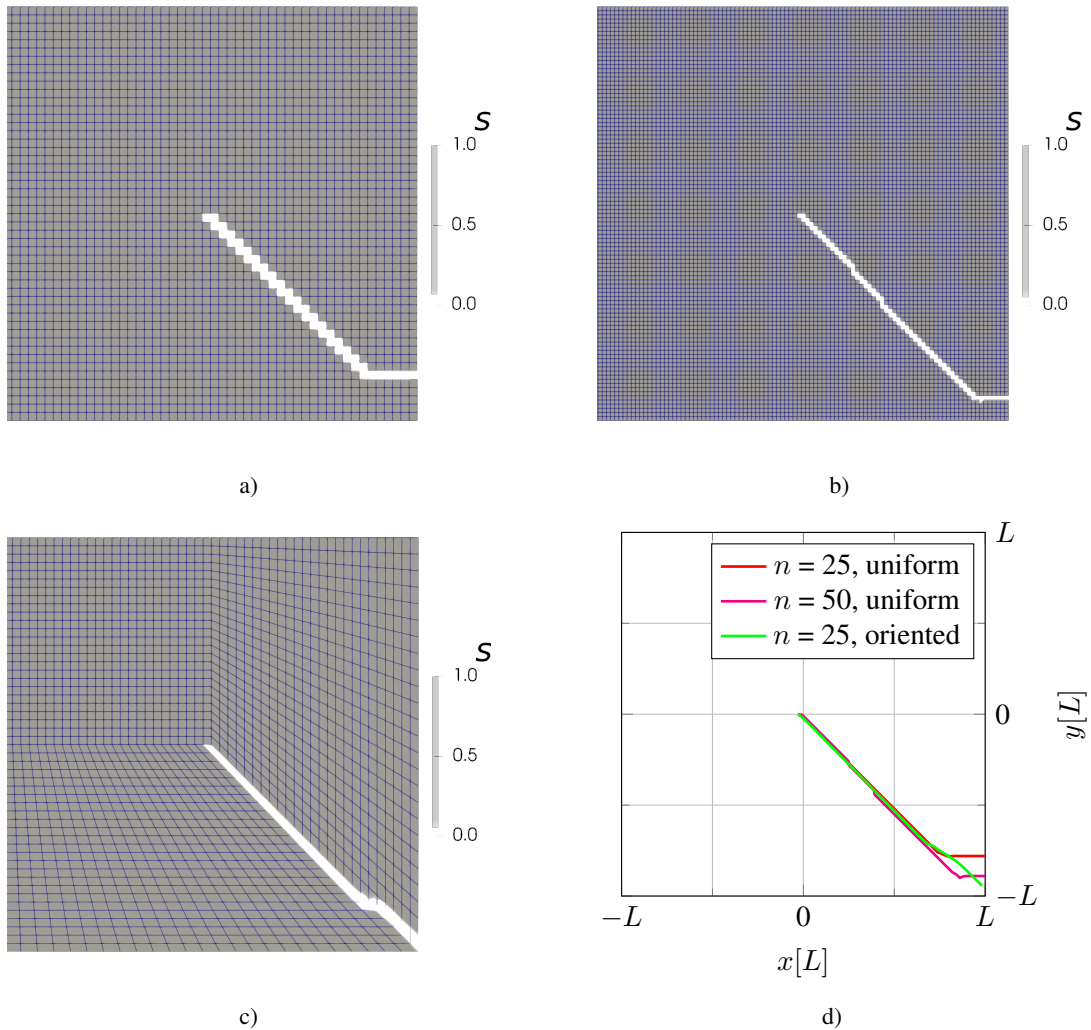 S
1.0
0.5
0.0
S
1.0
0.5
0.0
a)
b)
S
1.0
0.5
0.0
n = 25, uniform
n = 50, uniform
n = 25, oriented
L
0
−L
y[L]
−L
0
L
x[L]
c)
d)